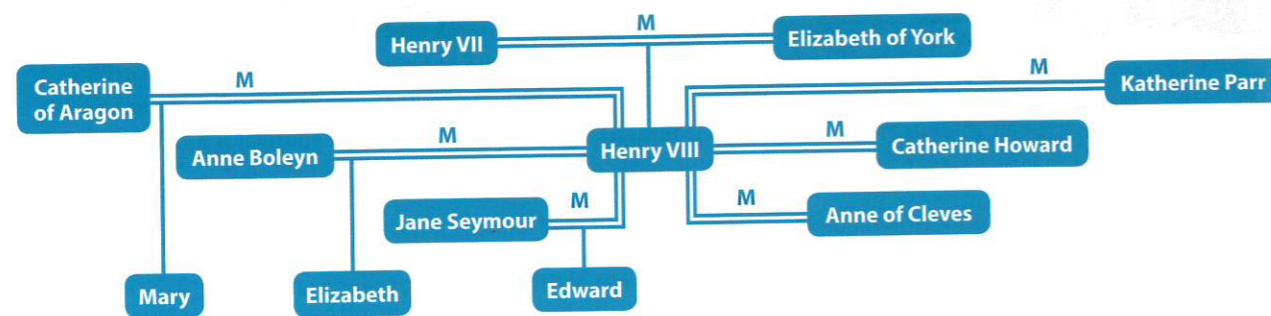 M
Henry VII
Elizabeth of York
Catherine
of Aragon
M
M
Katherine Parr
Anne Boleyn
M
Henry VIII
M
Catherine Howard
Jane Seymour
M
M
Anne of Cleves
Mary
Elizabeth
Edward